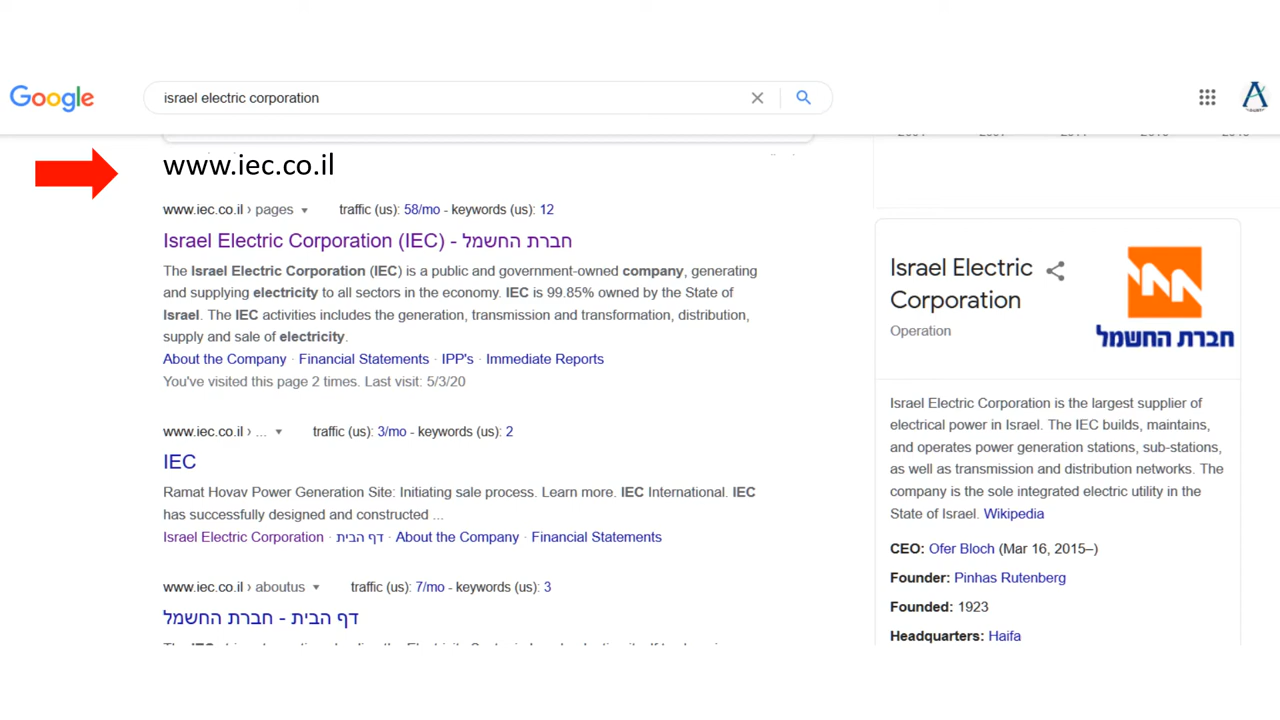 Google
israel electric corporation
www.iec.co.il
www.iec.co.il › pages traffic (us): 58/mo - keywords (us): 12
Israel Electric Corporation (IEC) - חברת החשמל
The Israel Electric Corporation (IEC) is a public and government-owned company, generating
and supplying electricity to all sectors in the economy. IEC is 99.85% owned by the State of
Israel. The IEC activities includes the generation, transmission and transformation, distribution,
supply and sale of electricity.
About the Company · Financial Statements · IPP's · Immediate Reports
You've visited this page 2 times. Last visit: 5/3/20
www.iec.co.il › ... traffic (us): 3/mo - keywords (us): 2
IEC
Ramat Hovav Power Generation Site: Initiating sale process. Learn more. IEC International. IEC
has successfully designed and constructed ...
Israel Electric Corporation · דף הבית · About the Company · Financial Statements
www.iec.co.il › aboutus traffic (us): 7/mo - keywords (us): 3
דף הבית - חברת החשמל
Israel Electric
Corporation
Operation
חברת החשמל
Israel Electric Corporation is the largest supplier of
electrical power in Israel. The IEC builds, maintains,
and operates power generation stations, sub-stations,
as well as transmission and distribution networks. The
company is the sole integrated electric utility in the
State of Israel. Wikipedia
CEO: Ofer Bloch (Mar 16, 2015–)
Founder: Pinhas Rutenberg
Founded: 1923
Headquarters: Haifa